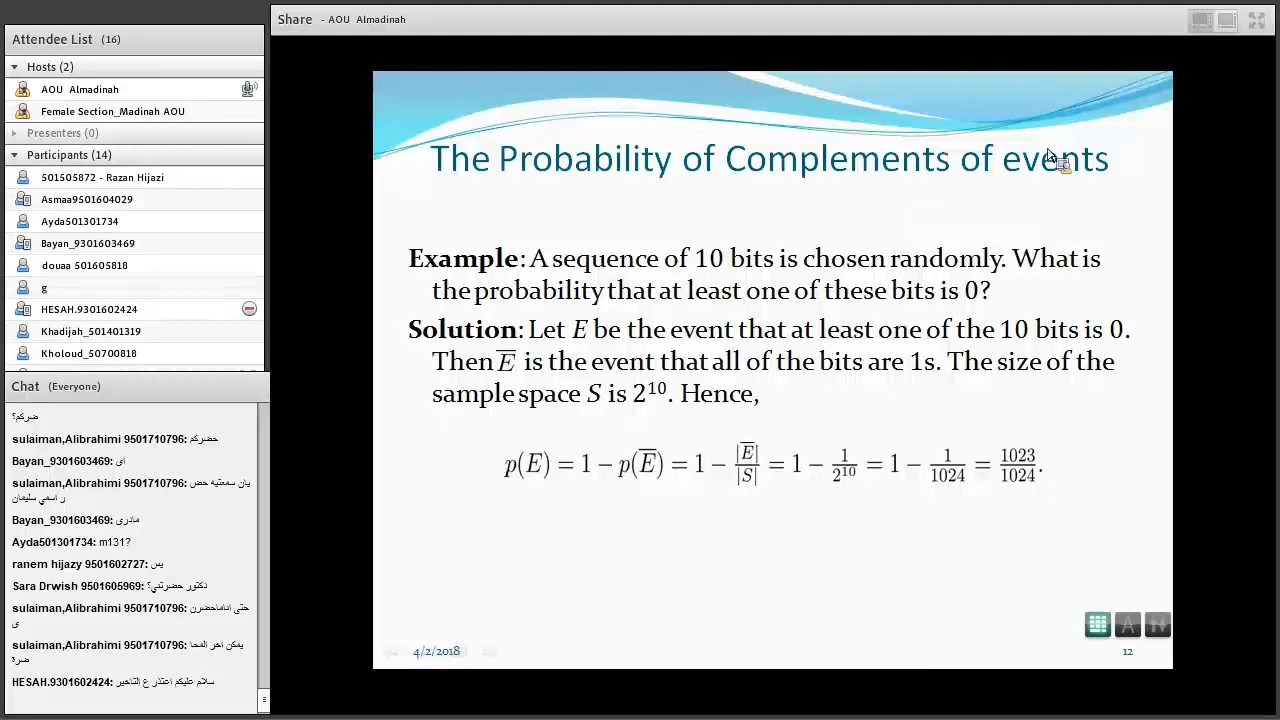 Share - AOU Almadinah
Attendee List (16)
Hosts (2)
AOU Almadinah
Female Section_Madinah AOU
Presenters (0)
Participants (14)
501505872 - Razan Hijazi
Asmaa9501604029
Ayda501301734
Bayan_9301603469
douaa 501605818
g
HESAH.9301602424
Khadijah_501401319
Kholoud_50700818
Chat (Everyone)
ضركم؟
sulaiman,Alibrahimi 9501710796: حضركم
Bayan_9301603469: اى
sulaiman,Alibrahimi 9501710796: يان سمعتيه حض
ر اسمي سليمان
Bayan_9301603469: مادرى
Ayda501301734: m131?
ranem hijazy 9501602727: يس
Sara Drwish 9501605969: دكتور حضرتني؟
sulaiman,Alibrahimi 9501710796: حتى اناماحضرن
ي
sulaiman,Alibrahimi 9501710796: يمكن اخر المحا
ضرة
HESAH.9301602424: سلام عليكم اعتذر ع التاخير
The Probability of Complements of events
Example: A sequence of 10 bits is chosen randomly. What is
the probability that at least one of these bits is 0?
Solution: Let E be the event that at least one of the 10 bits is 0.
Then E̅ is the event that all of the bits are 1s. The size of the
sample space S is 2¹⁰. Hence,
p(E) = 1 − p(E̅) = 1 − |E̅|/|S| = 1 − 1/2¹⁰ = 1 − 1/1024 = 1023/1024.
4/2/2018
12